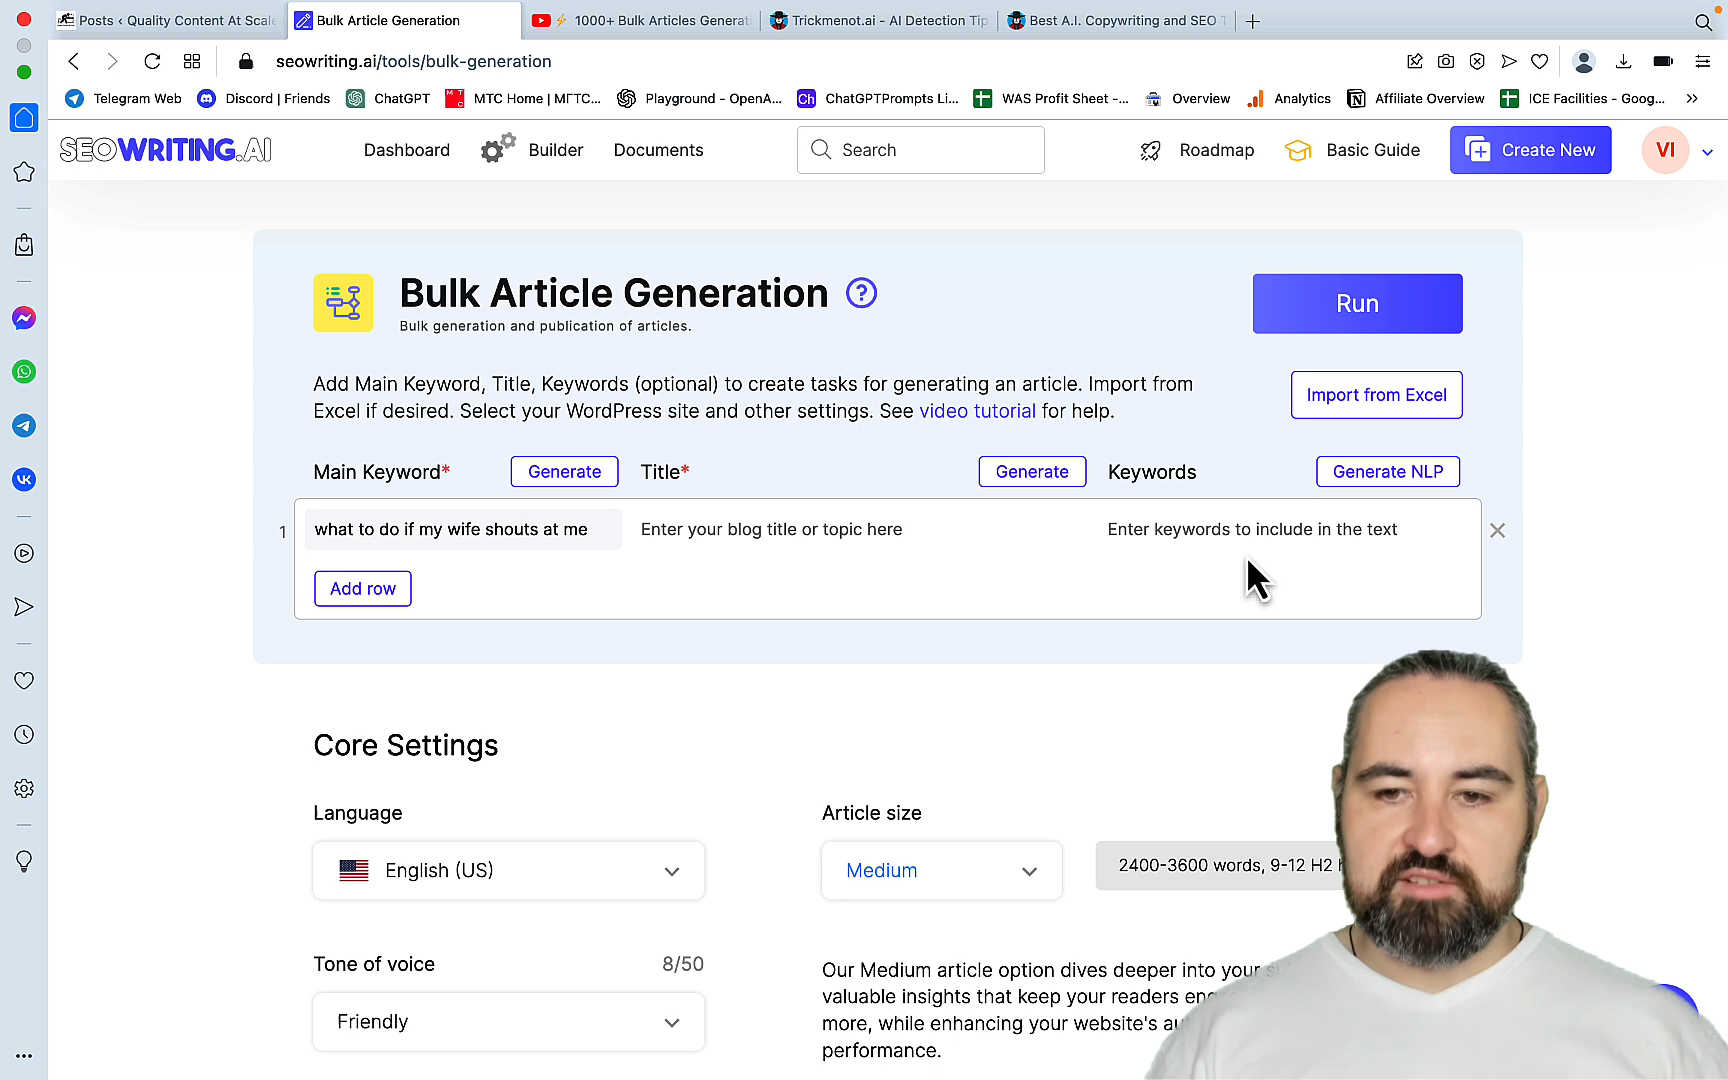 Posts ‹ Quality Content At Scale
Bulk Article Generation
1000+ Bulk Articles Generat
Trickmenot.ai - AI Detection Tip
Best A.I. Copywriting and SEO T
seowriting.ai/tools/bulk-generation
Telegram Web
Discord | Friends
ChatGPT
MTC Home | МГТС...
Playground - OpenA...
Ch
ChatGPTPrompts Li...
WAS Profit Sheet -...
Overview
Analytics
Affiliate Overview
ICE Facilities - Goog...
SEOWRITING.AI
Dashboard
Builder
Documents
Search
Roadmap
Basic Guide
Create New
VI
Bulk Article Generation
Bulk generation and publication of articles.
Run
Add Main Keyword, Title, Keywords (optional) to create tasks for generating an article. Import from
Excel if desired. Select your WordPress site and other settings. See video tutorial for help.
Import from Excel
Main Keyword*
Generate
Title*
Generate
Keywords
Generate NLP
1
what to do if my wife shouts at me
Enter your blog title or topic here
Enter keywords to include in the text
Add row
Core Settings
Language
Article size
English (US)
Medium
2400-3600 words, 9-12 H2
Tone of voice
8/50
Friendly
Our Medium article option dives deeper into your
valuable insights that keep your readers
more, while enhancing your website's
performance.